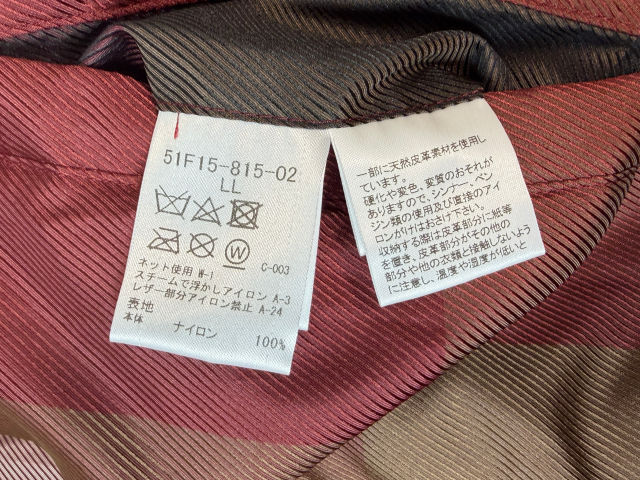 51F15-815-02
LL
W
C-003
ネット使用 W-1
スチームで浮かしアイロン A-3
レザー部分アイロン禁止 A-24
表地
本体 ナイロン 100%
一部に天然皮革素材を使用し
ています。
硬化や変色、変質のおそれが
ありますので、シンナー、ベン
ジン類の使用及び直接のアイ
ロンがけはおさけ下さい。
収納する際は皮革部分に紙等
を置き、皮革部分がその他の
部分や他の衣類と接触しないよう
に注意し、温度や湿度が低いと